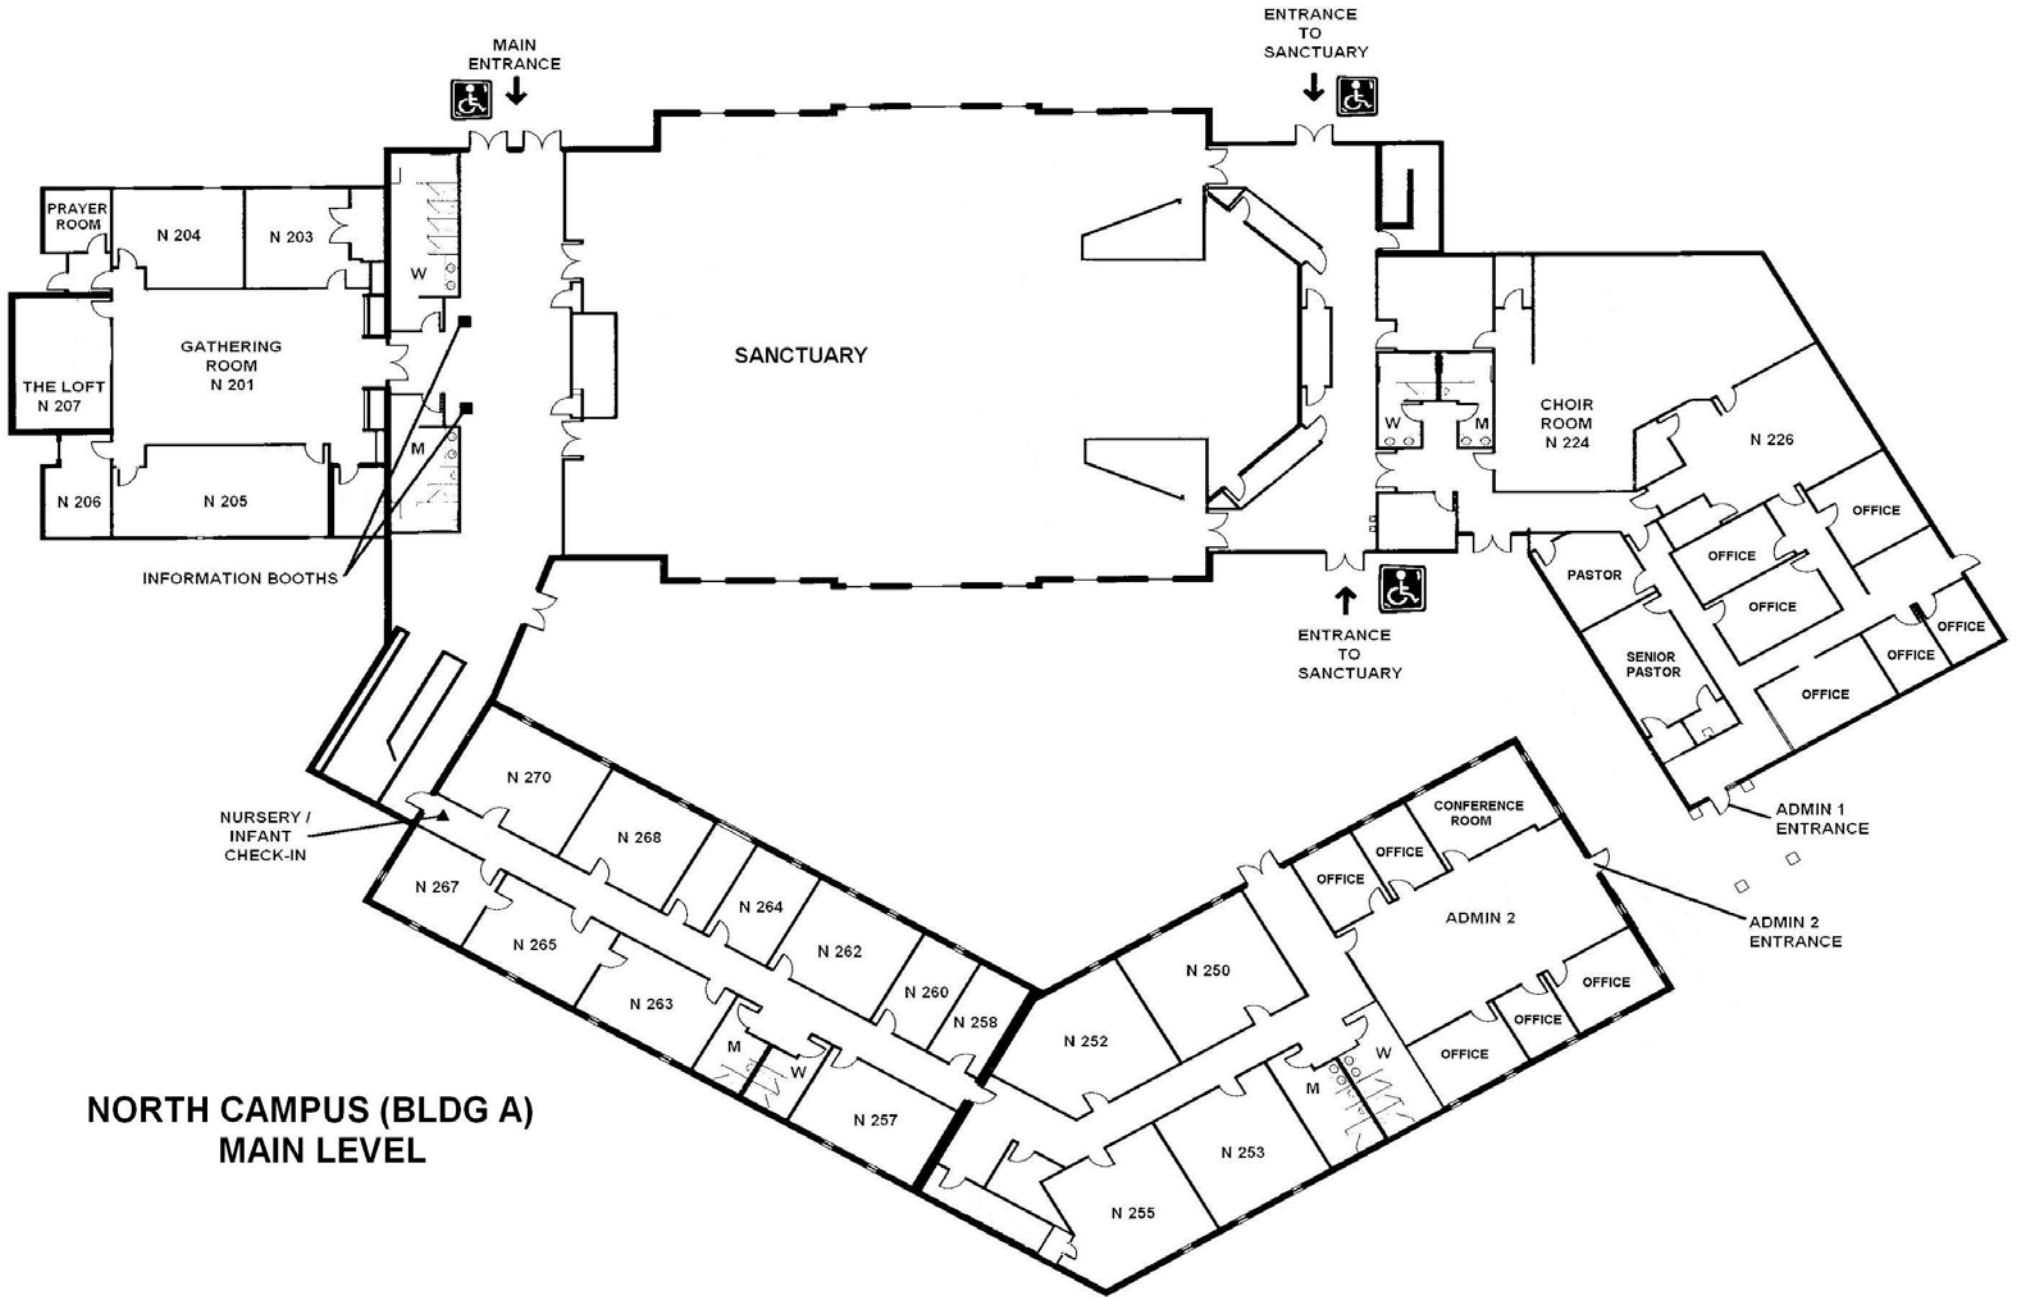 ENTRANCE
TO
SANCTUARY
MAIN
ENTRANCE
PRAYER
ROOM
N 204
N 203
W
GATHERING
ROOM
N 201
THE LOFT
N 207
M
N 206
N 205
INFORMATION BOOTHS
SANCTUARY
W
M
CHOIR
ROOM
N 224
N 226
OFFICE
OFFICE
OFFICE
PASTOR
OFFICE
OFFICE
OFFICE
SENIOR
PASTOR
ENTRANCE
TO
SANCTUARY
ADMIN 1
ENTRANCE
NURSERY /
INFANT
CHECK-IN
N 270
N 268
N 267
N 264
N 265
N 262
N 263
N 260
N 258
M
W
N 257
N 252
N 250
CONFERENCE
ROOM
OFFICE
OFFICE
ADMIN 2
ADMIN 2
ENTRANCE
OFFICE
OFFICE
OFFICE
W
M
N 253
N 255
NORTH CAMPUS (BLDG A)
MAIN LEVEL